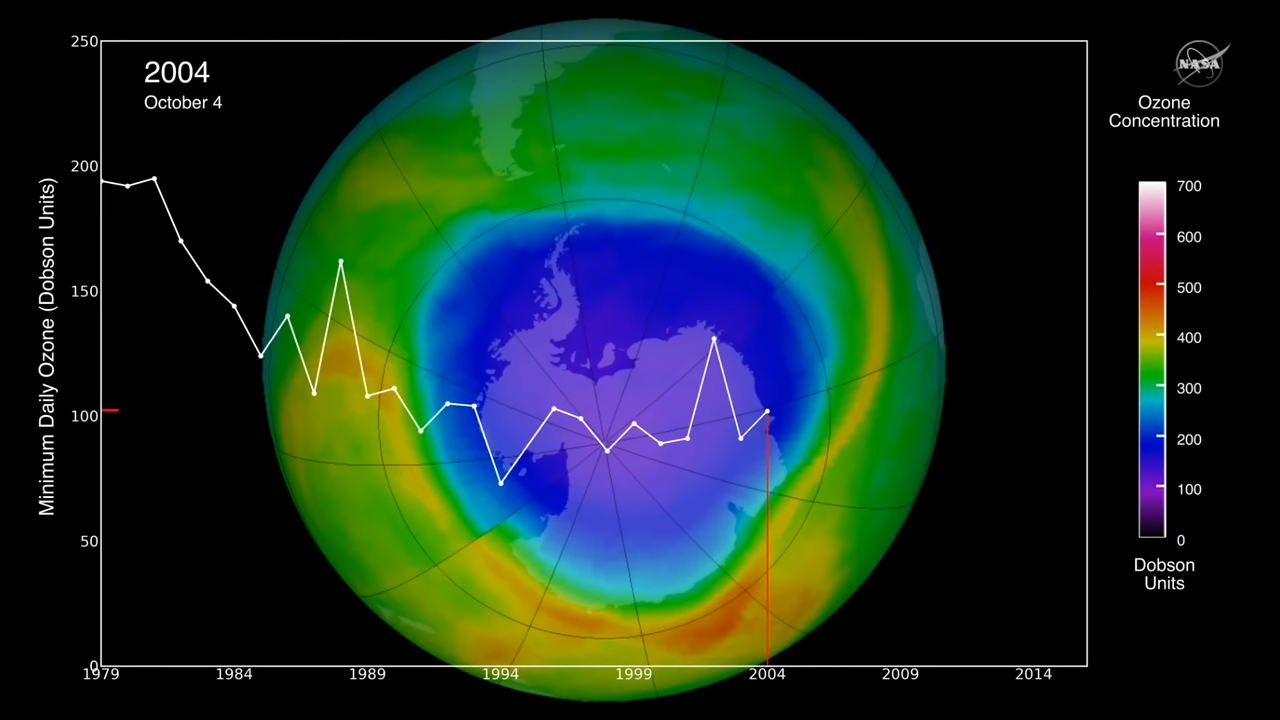 2004
October 4
Minimum Daily Ozone (Dobson Units)
250
200
150
100
50
0
1979 1984 1989 1994 1999 2004 2009 2014
NASA
Ozone
Concentration
700
600
500
400
300
200
100
0
Dobson
Units